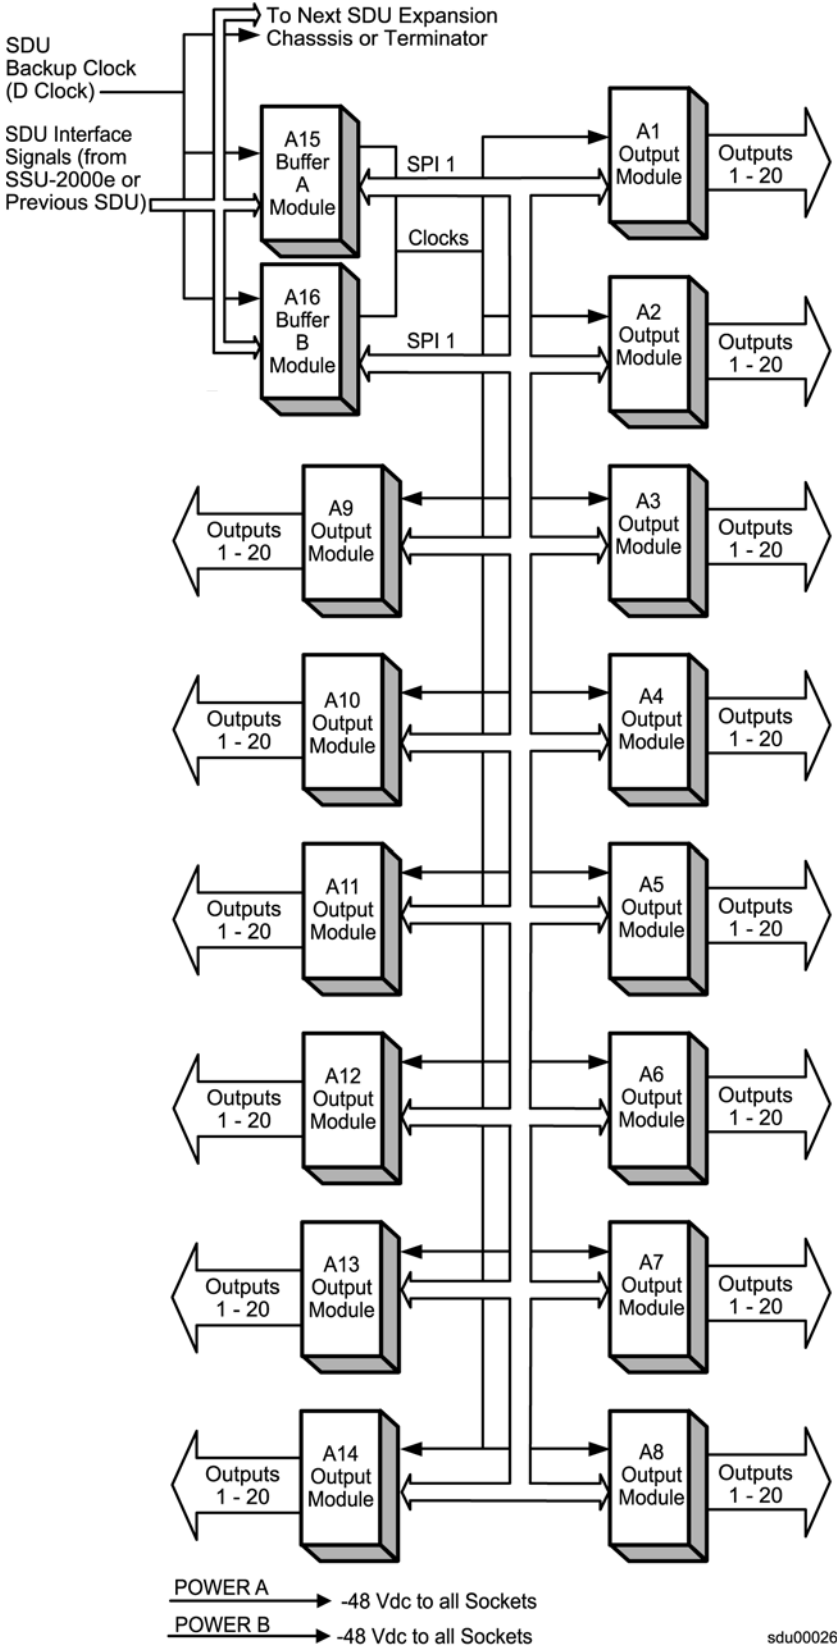 To Next SDU Expansion
Chasssis or Terminator
SDU
Backup Clock
(D Clock)
SDU Interface
Signals (from
SSU-2000e or
Previous SDU)
A15
Buffer
A
Module
SPI 1
Clocks
A16
Buffer
B
Module
SPI 1
A1
Output
Module
Outputs
1 - 20
A2
Output
Module
Outputs
1 - 20
Outputs
1 - 20
A9
Output
Module
A3
Output
Module
Outputs
1 - 20
Outputs
1 - 20
A10
Output
Module
A4
Output
Module
Outputs
1 - 20
Outputs
1 - 20
A11
Output
Module
A5
Output
Module
Outputs
1 - 20
Outputs
1 - 20
A12
Output
Module
A6
Output
Module
Outputs
1 - 20
Outputs
1 - 20
A13
Output
Module
A7
Output
Module
Outputs
1 - 20
Outputs
1 - 20
A14
Output
Module
A8
Output
Module
Outputs
1 - 20
POWER A
-48 Vdc to all Sockets
POWER B
-48 Vdc to all Sockets
sdu00026